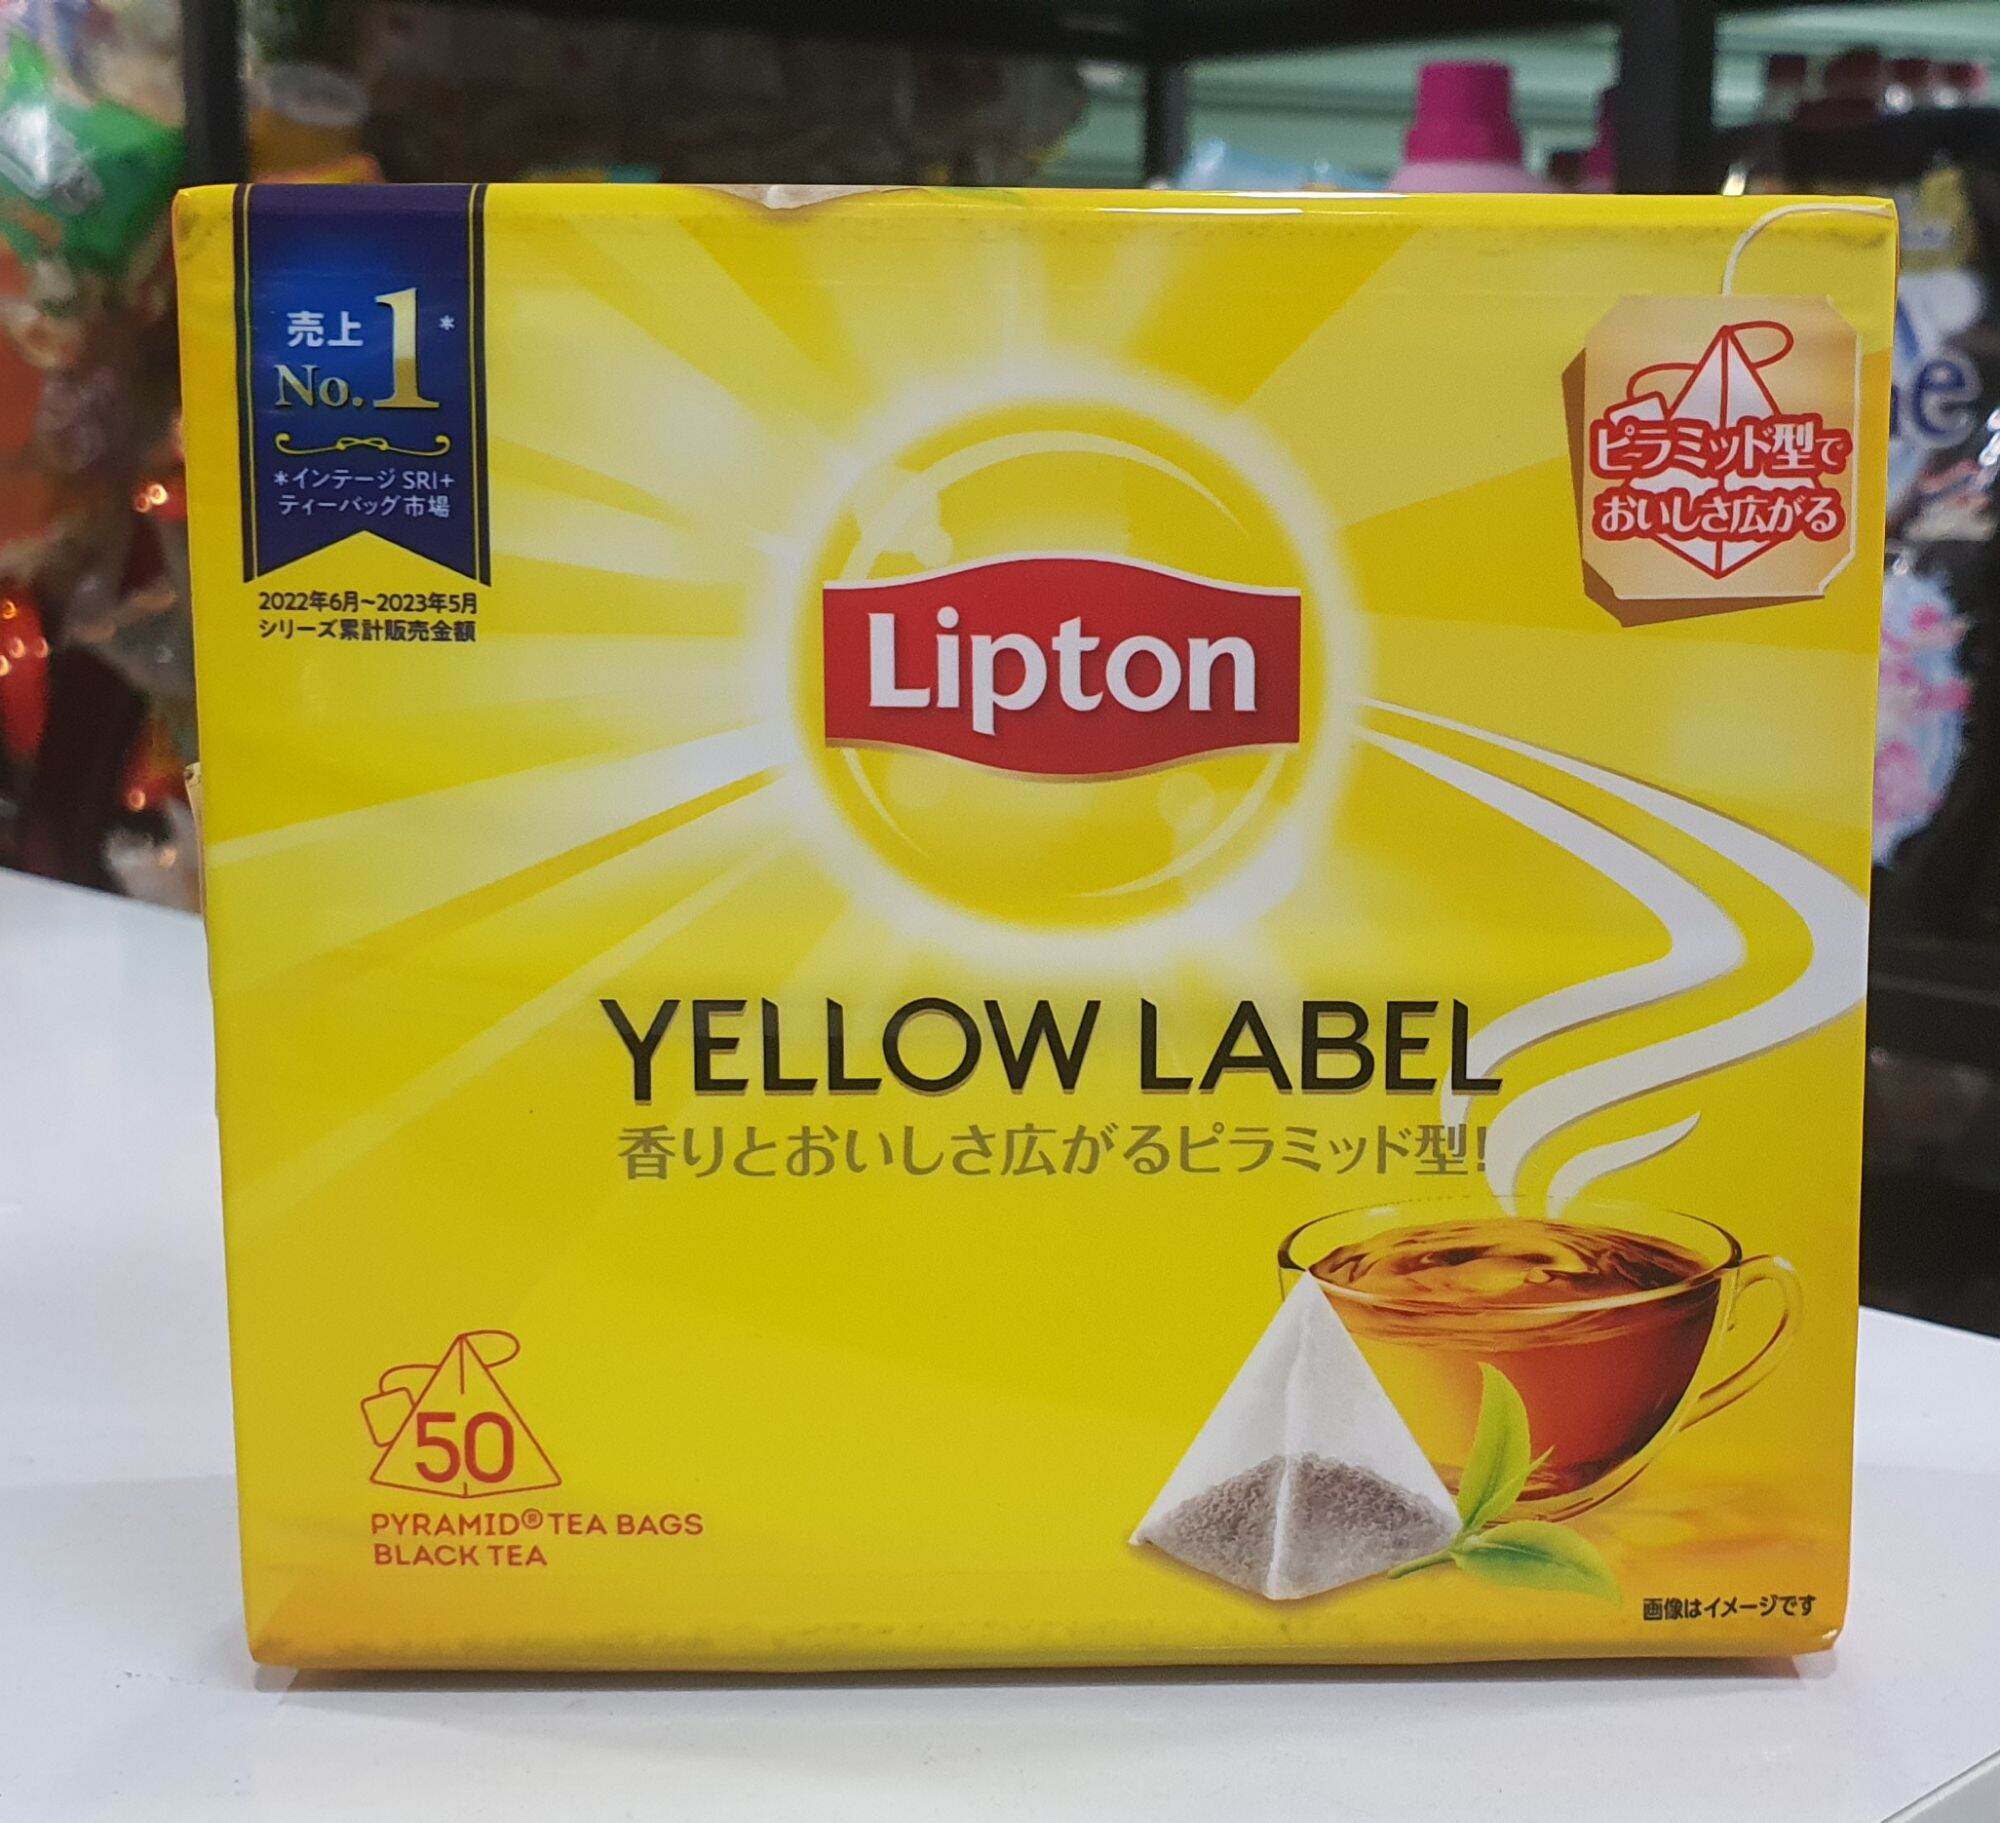 売上
No.1*
*インテージ SRI+
ティーバッグ市場
2022年6月~2023年5月
シリーズ累計販売金額
ピラミッド型で
おいしさ広がる
Lipton
YELLOW LABEL
香りとおいしさ広がるピラミッド型!
50
PYRAMID® TEA BAGS
BLACK TEA
画像はイメージです